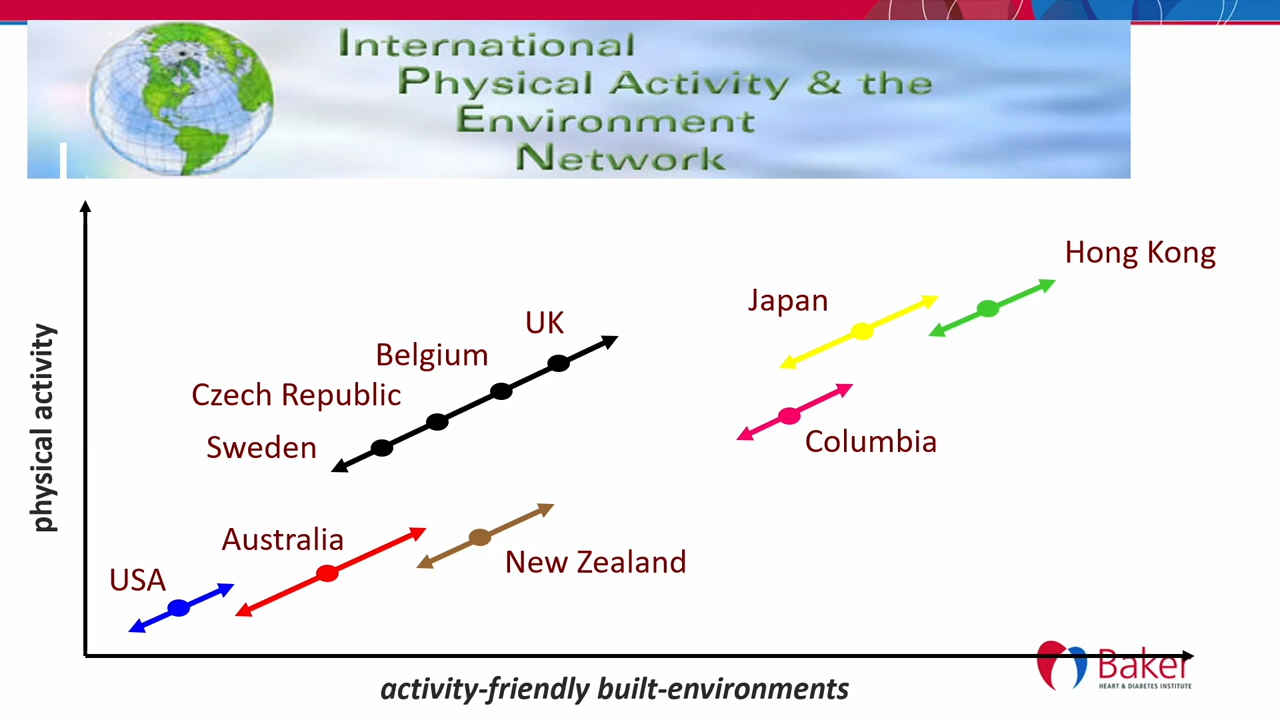 International
Physical Activity & the
Environment
Network
Hong Kong
Japan
UK
Belgium
Czech Republic
Columbia
Sweden
Australia
New Zealand
USA
physical activity
activity-friendly built-environments
Baker
HEART & DIABETES INSTITUTE